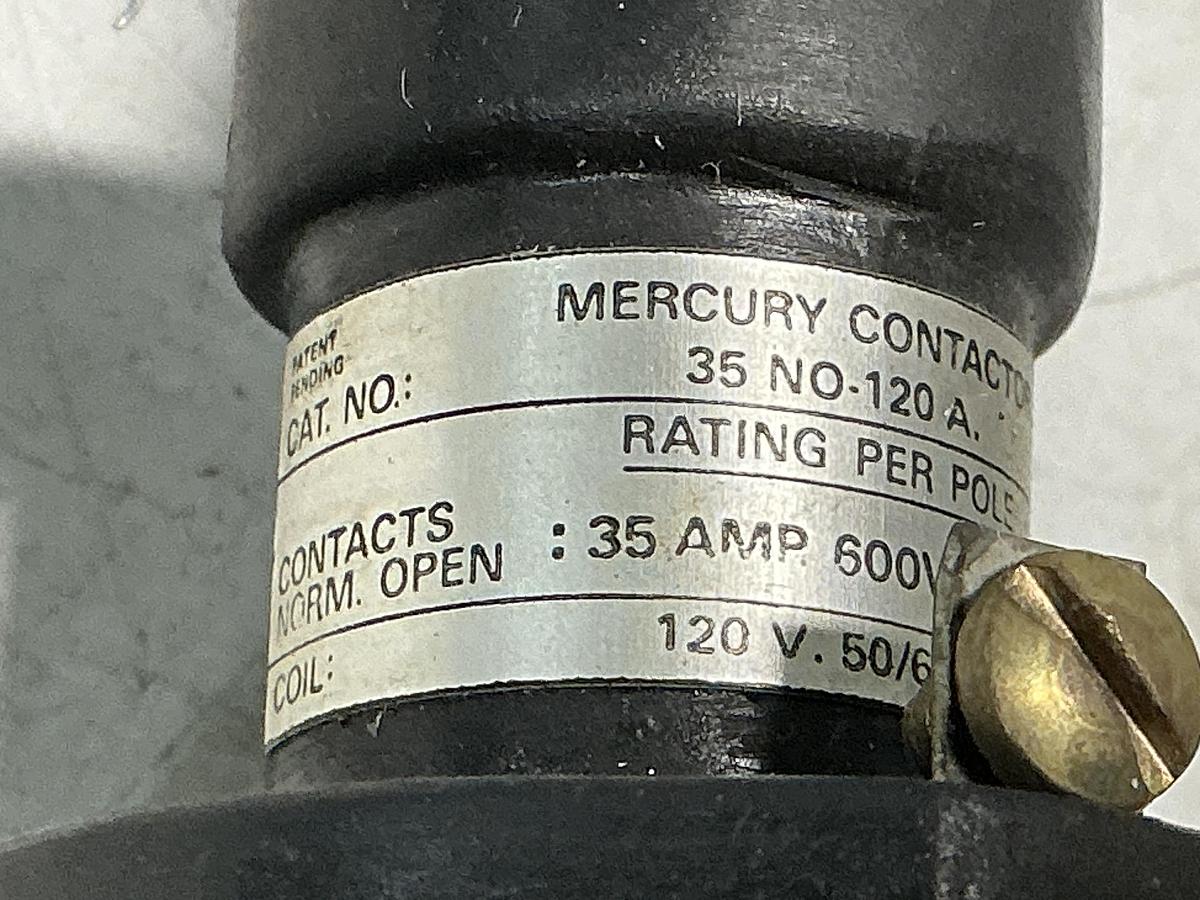 MERCURY CONTACTO
PATENT
PENDING
CAT. NO.: 35 NO-120 A.
RATING PER POLE
CONTACTS
NORM. OPEN : 35 AMP. 600V
COIL: 120 V. 50/6